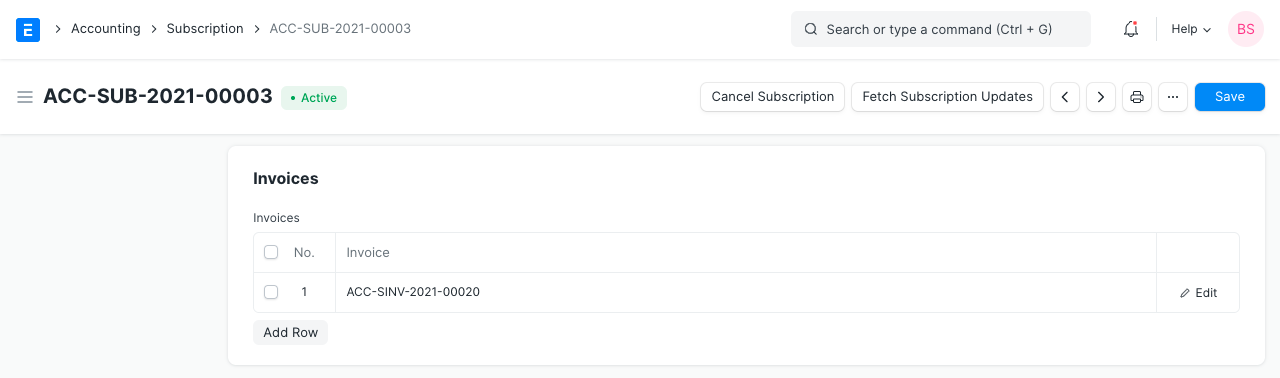 Accounting > Subscription > ACC-SUB-2021-00003
Search or type a command (Ctrl + G)
Help
BS
ACC-SUB-2021-00003
Active
Cancel Subscription
Fetch Subscription Updates
Save
Invoices
Invoices
No. Invoice
1 ACC-SINV-2021-00020 Edit
Add Row